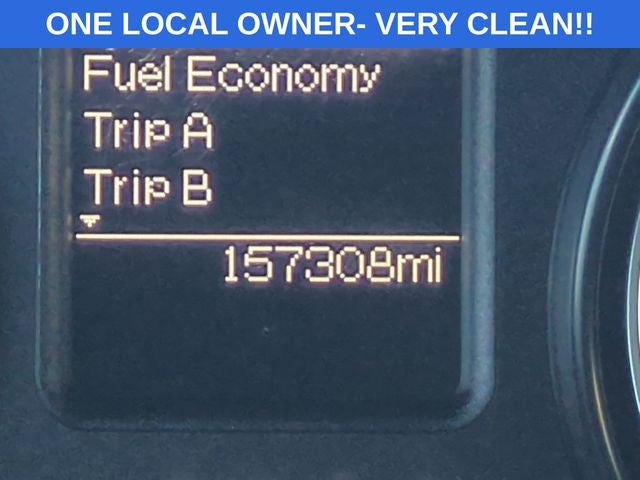 ONE LOCAL OWNER- VERY CLEAN!!
Fuel Economy
Trip A
Trip B
157308mi